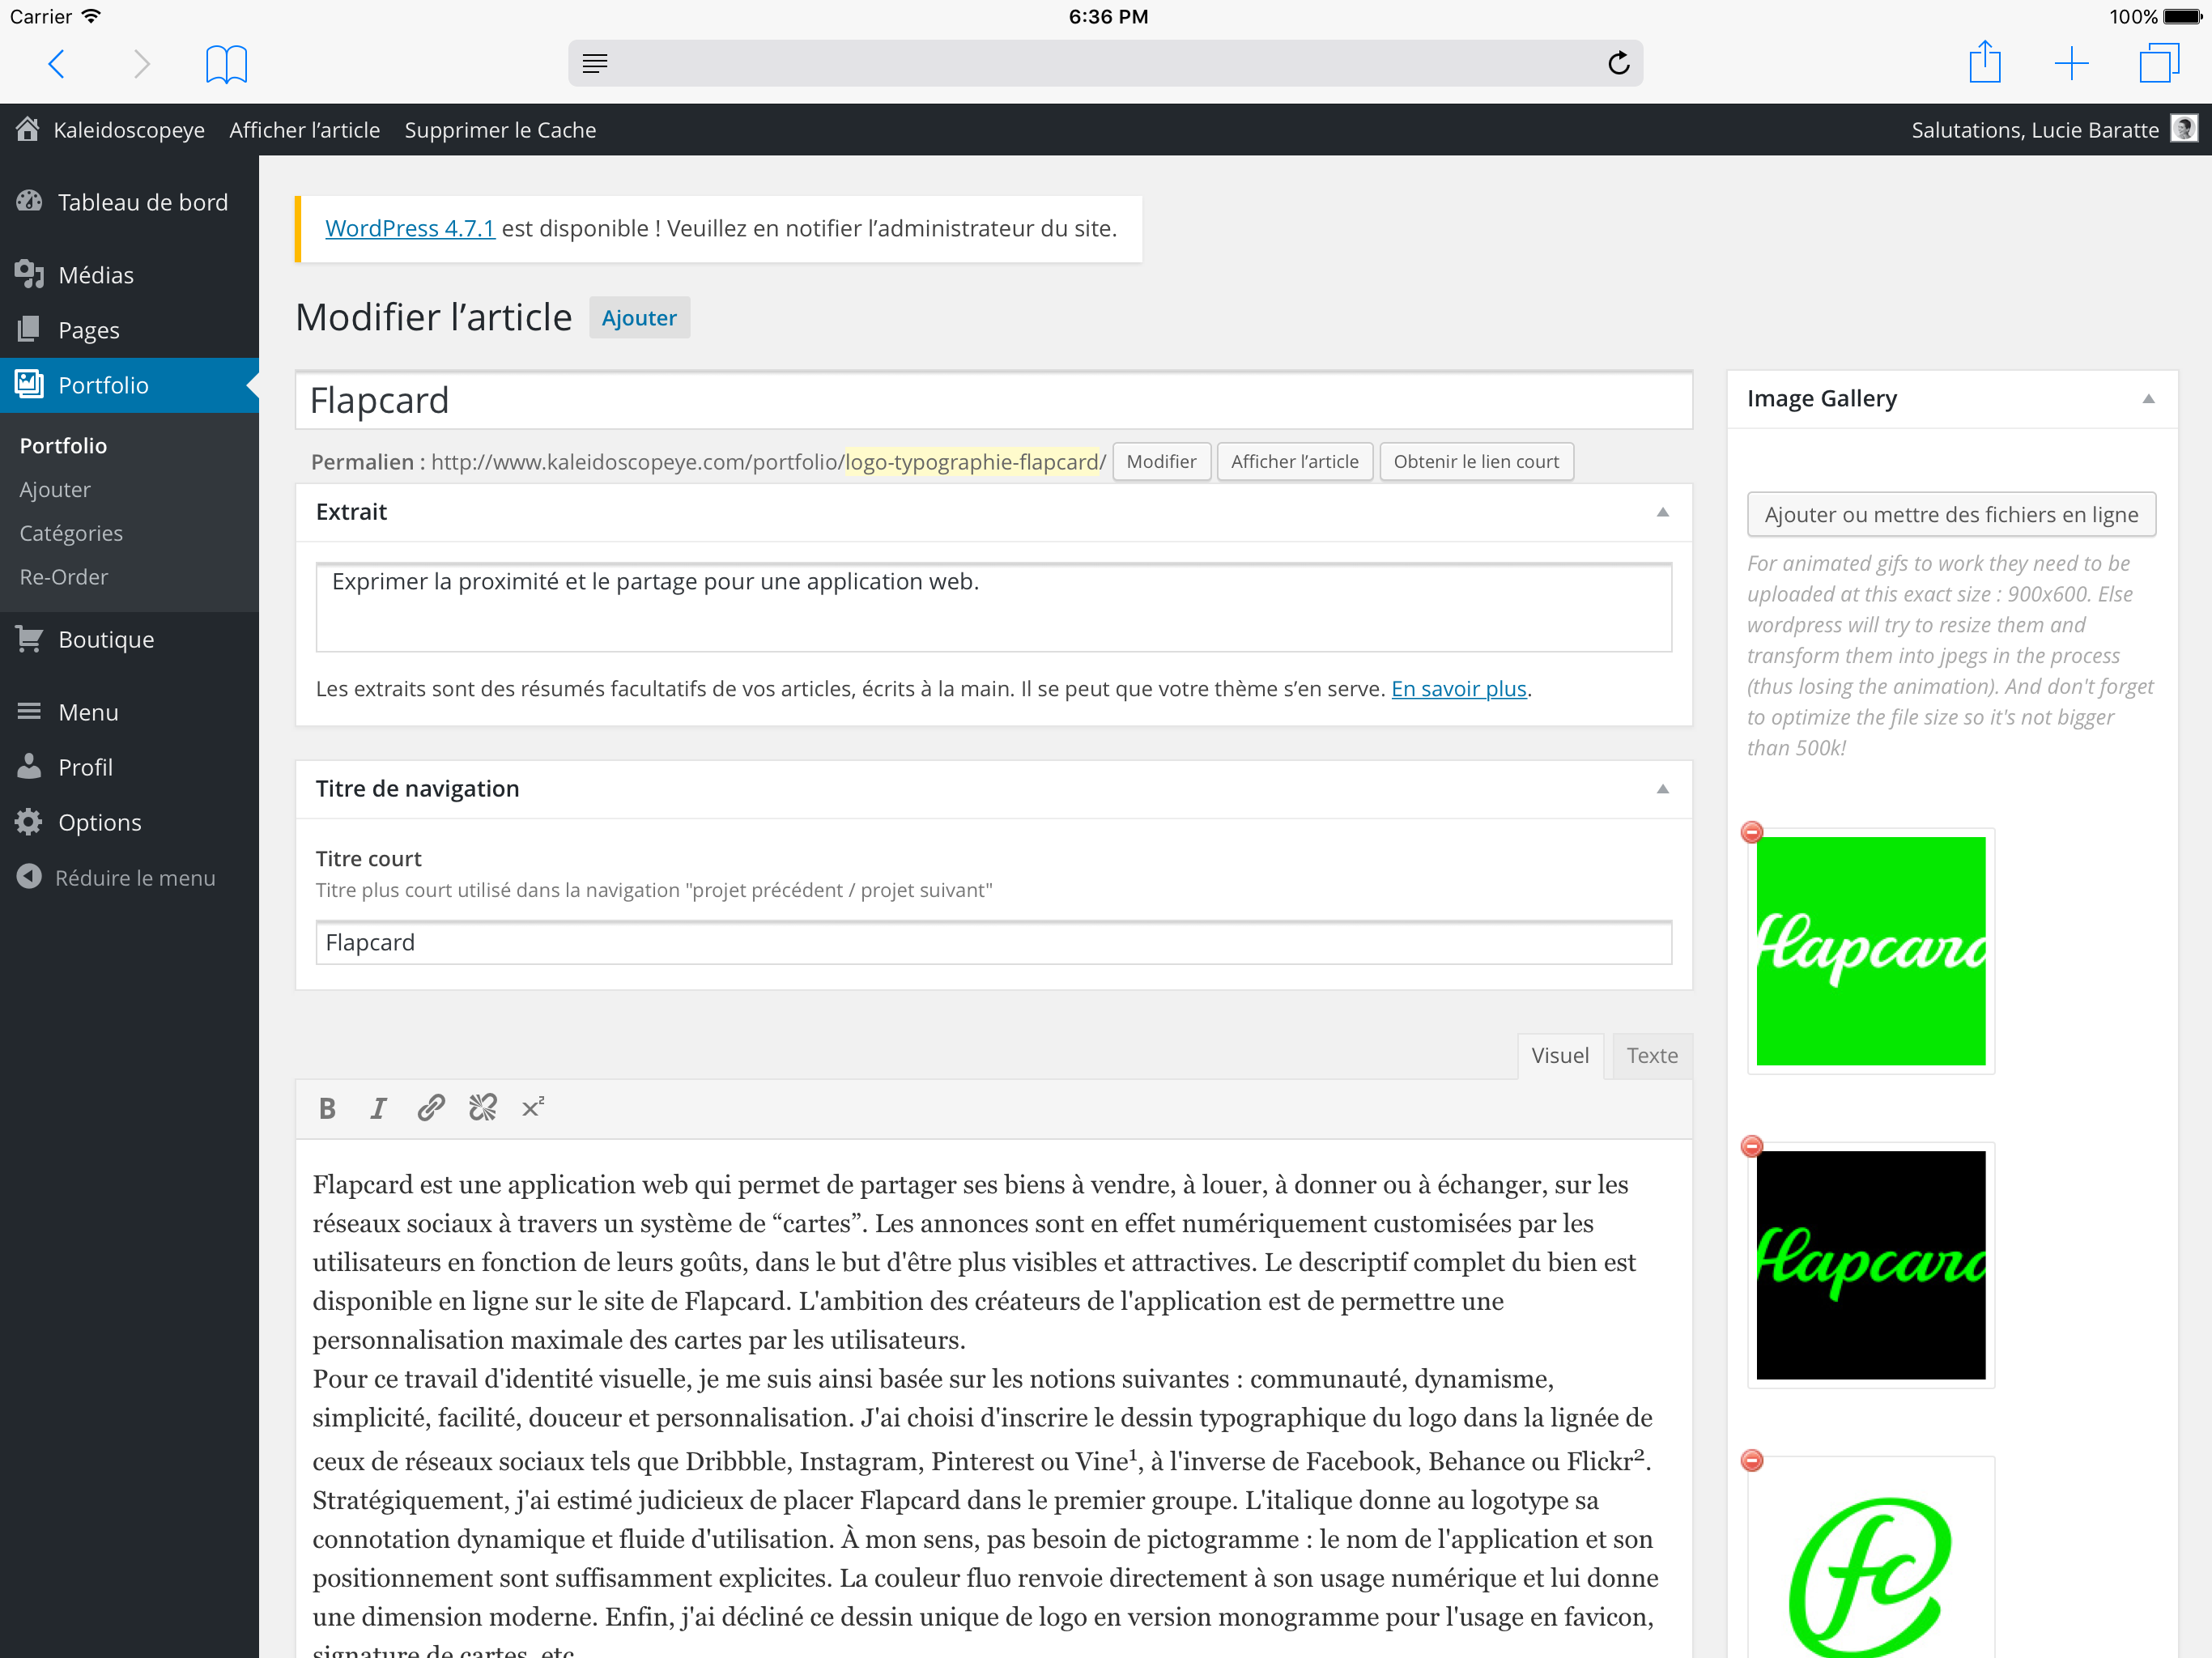 Carrier
6:36 PM
100%
Kaleidoscopeye
Afficher l’article
Supprimer le Cache
Salutations, Lucie Baratte
Tableau de bord
Médias
Pages
Portfolio
Portfolio
Ajouter
Catégories
Re-Order
Boutique
Menu
Profil
Options
Réduire le menu
WordPress 4.7.1 est disponible ! Veuillez en notifier l’administrateur du site.
Modifier l’article
Ajouter
Flapcard
Permalien : http://www.kaleidoscopeye.com/portfolio/logo-typographie-flapcard/
Modifier
Afficher l’article
Obtenir le lien court
Extrait
Exprimer la proximité et le partage pour une application web.
Les extraits sont des résumés facultatifs de vos articles, écrits à la main. Il se peut que votre thème s’en serve. En savoir plus.
Titre de navigation
Titre court
Titre plus court utilisé dans la navigation "projet précédent / projet suivant"
Flapcard
Visuel
Texte
B I x²
Flapcard est une application web qui permet de partager ses biens à vendre, à louer, à donner ou à échanger, sur les
réseaux sociaux à travers un système de “cartes”. Les annonces sont en effet numériquement customisées par les
utilisateurs en fonction de leurs goûts, dans le but d'être plus visibles et attractives. Le descriptif complet du bien est
disponible en ligne sur le site de Flapcard. L'ambition des créateurs de l'application est de permettre une
personnalisation maximale des cartes par les utilisateurs.
Pour ce travail d'identité visuelle, je me suis ainsi basée sur les notions suivantes : communauté, dynamisme,
simplicité, facilité, douceur et personnalisation. J'ai choisi d'inscrire le dessin typographique du logo dans la lignée de
ceux de réseaux sociaux tels que Dribbble, Instagram, Pinterest ou Vine¹, à l'inverse de Facebook, Behance ou Flickr².
Stratégiquement, j'ai estimé judicieux de placer Flapcard dans le premier groupe. L'italique donne au logotype sa
connotation dynamique et fluide d'utilisation. À mon sens, pas besoin de pictogramme : le nom de l'application et son
positionnement sont suffisamment explicites. La couleur fluo renvoie directement à son usage numérique et lui donne
une dimension moderne. Enfin, j'ai décliné ce dessin unique de logo en version monogramme pour l'usage en favicon,
signature de cartes, etc.
Image Gallery
Ajouter ou mettre des fichiers en ligne
For animated gifs to work they need to be
uploaded at this exact size : 900x600. Else
wordpress will try to resize them and
transform them into jpegs in the process
(thus losing the animation). And don't forget
to optimize the file size so it's not bigger
than 500k!
flapcard
flapcard
fc